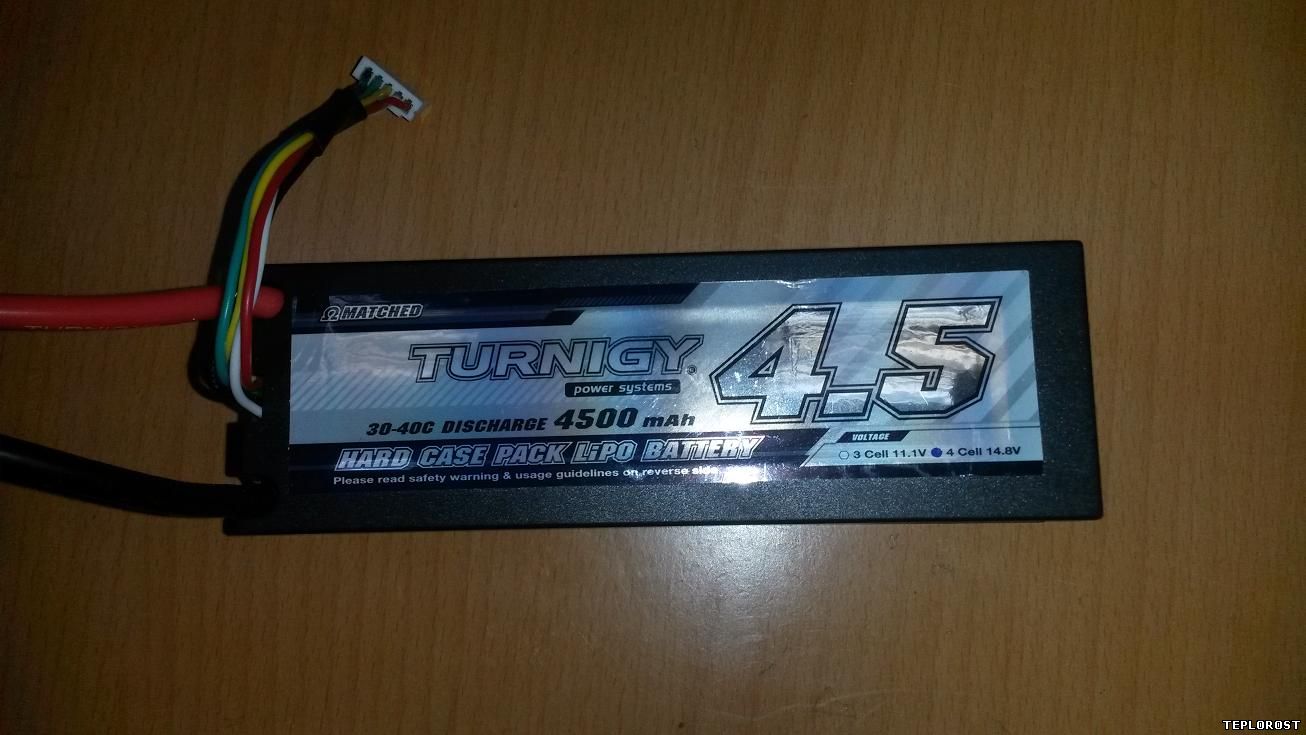 ΩMATCHED
TURNIGY®
power systems
4.5
30-40C DISCHARGE 4500 mAh
HARD CASE PACK LiPO BATTERY
Please read safety warning & usage guidelines on reverse side
VOLTAGE
3 Cell 11.1V 4 Cell 14.8V
TEPLOROST